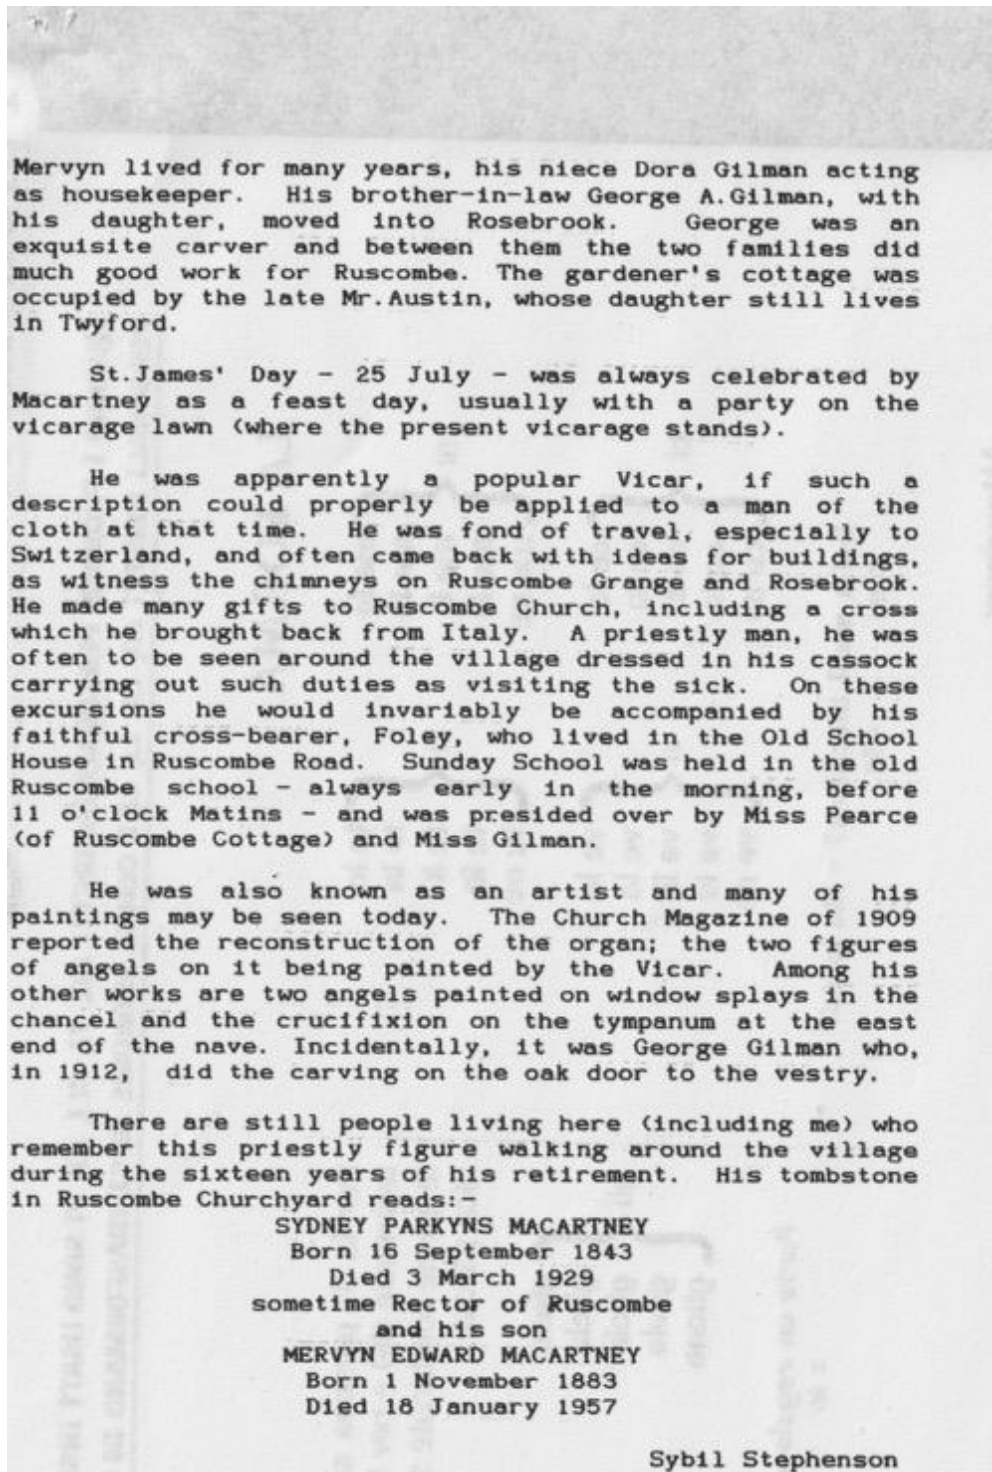 Mervyn lived for many years, his niece Dora Gilman acting
as housekeeper. His brother-in-law George A.Gilman, with
his daughter, moved into Rosebrook. George was an
exquisite carver and between them the two families did
much good work for Ruscombe. The gardener's cottage was
occupied by the late Mr.Austin, whose daughter still lives
in Twyford.
St.James' Day - 25 July - was always celebrated by
Macartney as a feast day, usually with a party on the
vicarage lawn (where the present vicarage stands).
He was apparently a popular Vicar, if such a
description could properly be applied to a man of the
cloth at that time. He was fond of travel, especially to
Switzerland, and often came back with ideas for buildings,
as witness the chimneys on Ruscombe Grange and Rosebrook.
He made many gifts to Ruscombe Church, including a cross
which he brought back from Italy. A priestly man, he was
often to be seen around the village dressed in his cassock
carrying out such duties as visiting the sick. On these
excursions he would invariably be accompanied by his
faithful cross-bearer, Foley, who lived in the Old School
House in Ruscombe Road. Sunday School was held in the old
Ruscombe school - always early in the morning, before
11 o'clock Matins - and was presided over by Miss Pearce
(of Ruscombe Cottage) and Miss Gilman.
He was also known as an artist and many of his
paintings may be seen today. The Church Magazine of 1909
reported the reconstruction of the organ; the two figures
of angels on it being painted by the Vicar. Among his
other works are two angels painted on window splays in the
chancel and the crucifixion on the tympanum at the east
end of the nave. Incidentally, it was George Gilman who,
in 1912, did the carving on the oak door to the vestry.
There are still people living here (including me) who
remember this priestly figure walking around the village
during the sixteen years of his retirement. His tombstone
in Ruscombe Churchyard reads:-
SYDNEY PARKYNS MACARTNEY
Born 16 September 1843
Died 3 March 1929
sometime Rector of Ruscombe
and his son
MERVYN EDWARD MACARTNEY
Born 1 November 1883
Died 18 January 1957
Sybil Stephenson